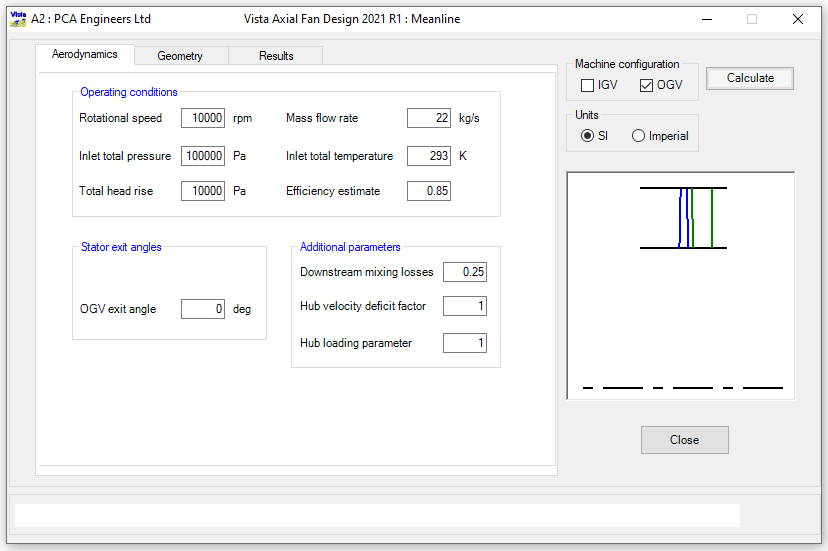 Vista A2 : PCA Engineers Ltd Vista Axial Fan Design 2021 R1 : Meanline
Aerodynamics Geometry Results
Machine configuration
IGV OGV Calculate
Operating conditions
Rotational speed 10000 rpm Mass flow rate 22 kg/s
Units
SI Imperial
Inlet total pressure 100000 Pa Inlet total temperature 293 K
Total head rise 10000 Pa Efficiency estimate 0.85
Stator exit angles Additional parameters
Downstream mixing losses 0.25
OGV exit angle 0 deg Hub velocity deficit factor 1
Hub loading parameter 1
Close